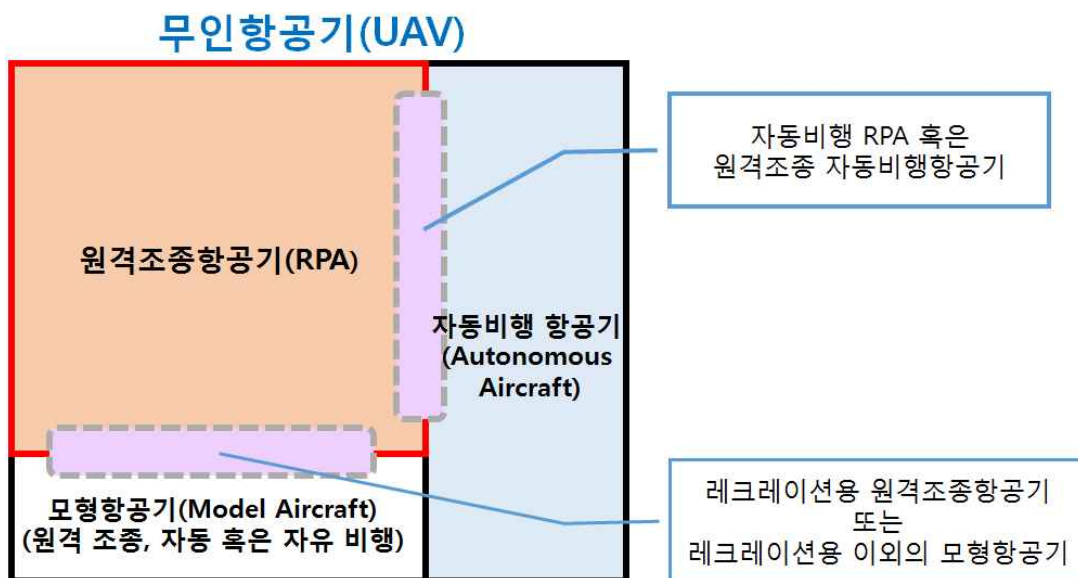 무인항공기(UAV)
자동비행 RPA 혹은
원격조종 자동비행항공기
원격조종항공기(RPA)
자동비행 항공기
(Autonomous
Aircraft)
모형항공기(Model Aircraft)
(원격 조종, 자동 혹은 자유 비행)
레크레이션용 원격조종항공기
또는
레크레이션용 이외의 모형항공기